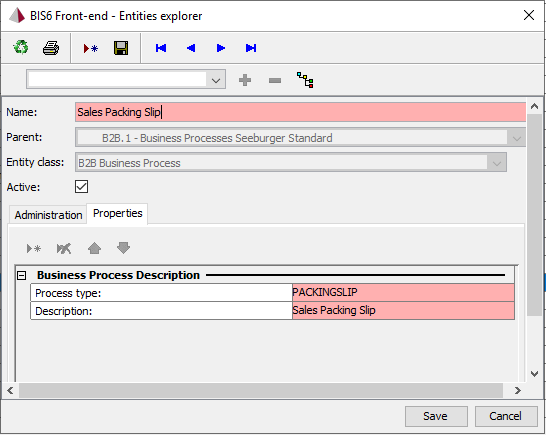 BIS6 Front-end - Entities explorer
Name: Sales Packing Slip
Parent: B2B.1 - Business Processes Seeburger Standard
Entity class: B2B Business Process
Active:
Administration Properties
Business Process Description
Process type: PACKINGSLIP
Description: Sales Packing Slip
Save Cancel